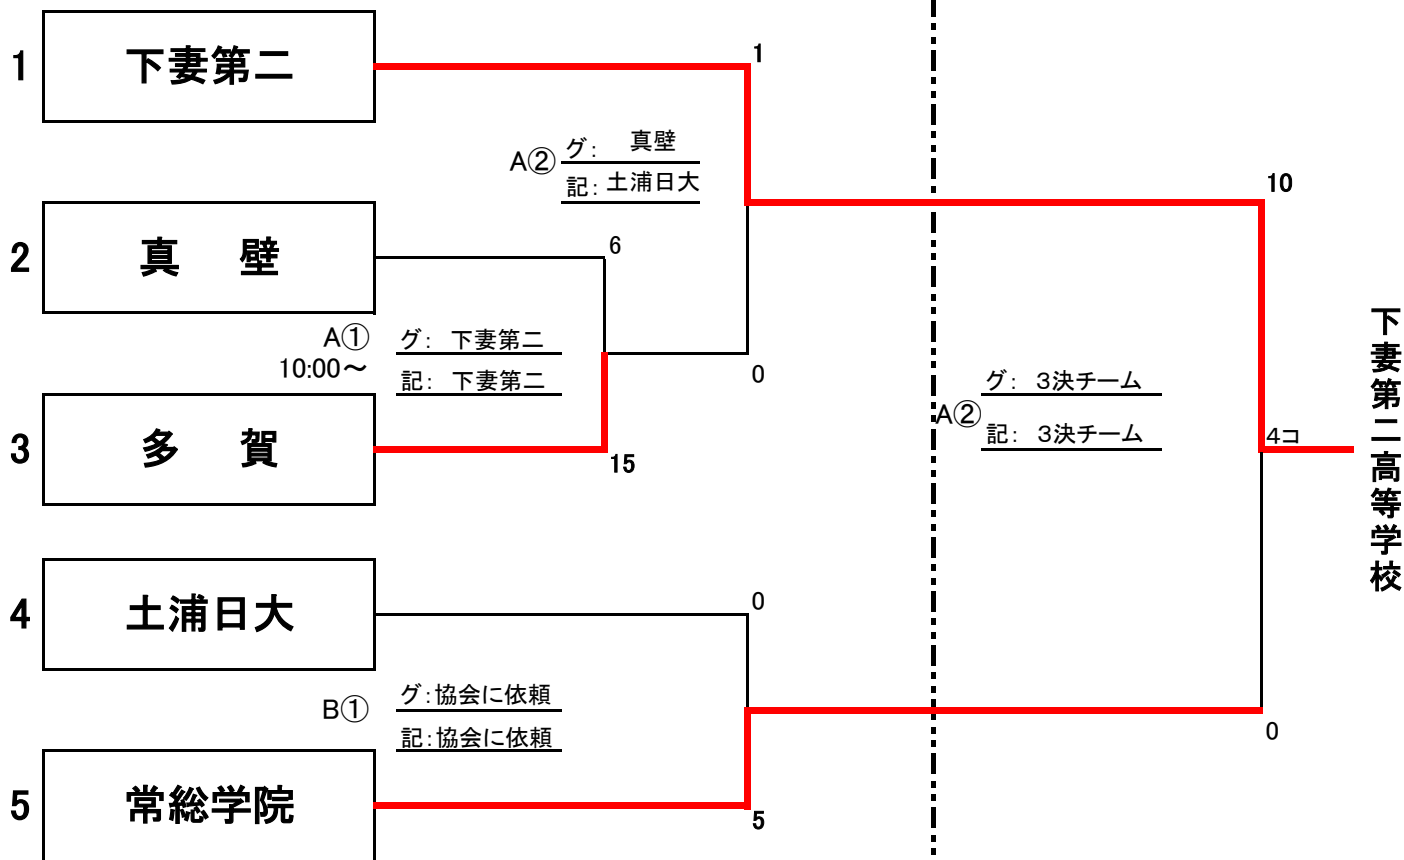 1
下妻第二
1
A②
グ: 真壁
記: 土浦日大
10
2
真 壁
6
A①
10:00～
グ: 下妻第二
記: 下妻第二
0
3
多 賀
15
A②
グ: 3決チーム
記: 3決チーム
4コ
下妻第二高等学校
4
土浦日大
0
B①
グ:協会に依頼
記:協会に依頼
0
5
常総学院
5